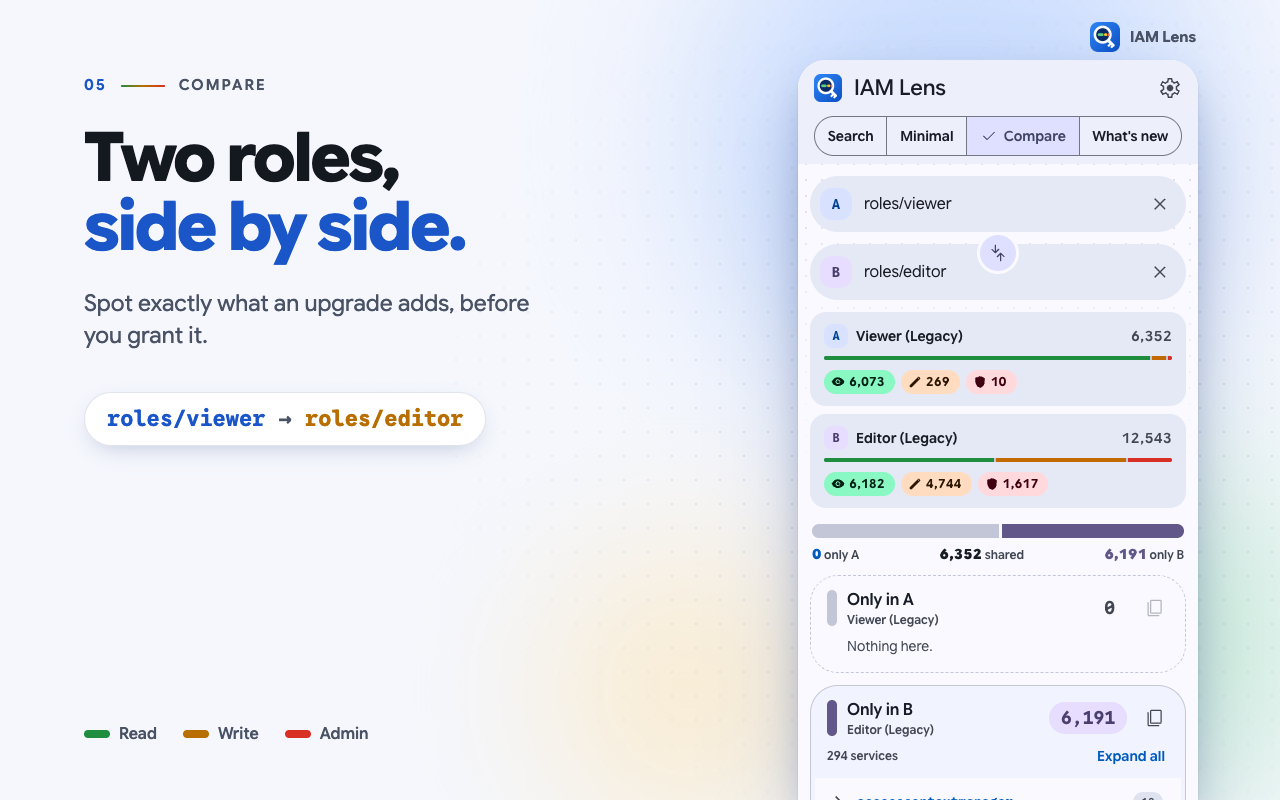 IAM Lens
05 COMPARE
Two roles,
side by side.
Spot exactly what an upgrade adds, before
you grant it.
roles/viewer → roles/editor
Read Write Admin
IAM Lens
Search Minimal Compare What's new
A roles/viewer
B roles/editor
A Viewer (Legacy) 6,352
6,073 269 10
B Editor (Legacy) 12,543
6,182 4,744 1,617
0 only A 6,352 shared 6,191 only B
Only in A 0
Viewer (Legacy)
Nothing here.
Only in B 6,191
Editor (Legacy)
294 services Expand all